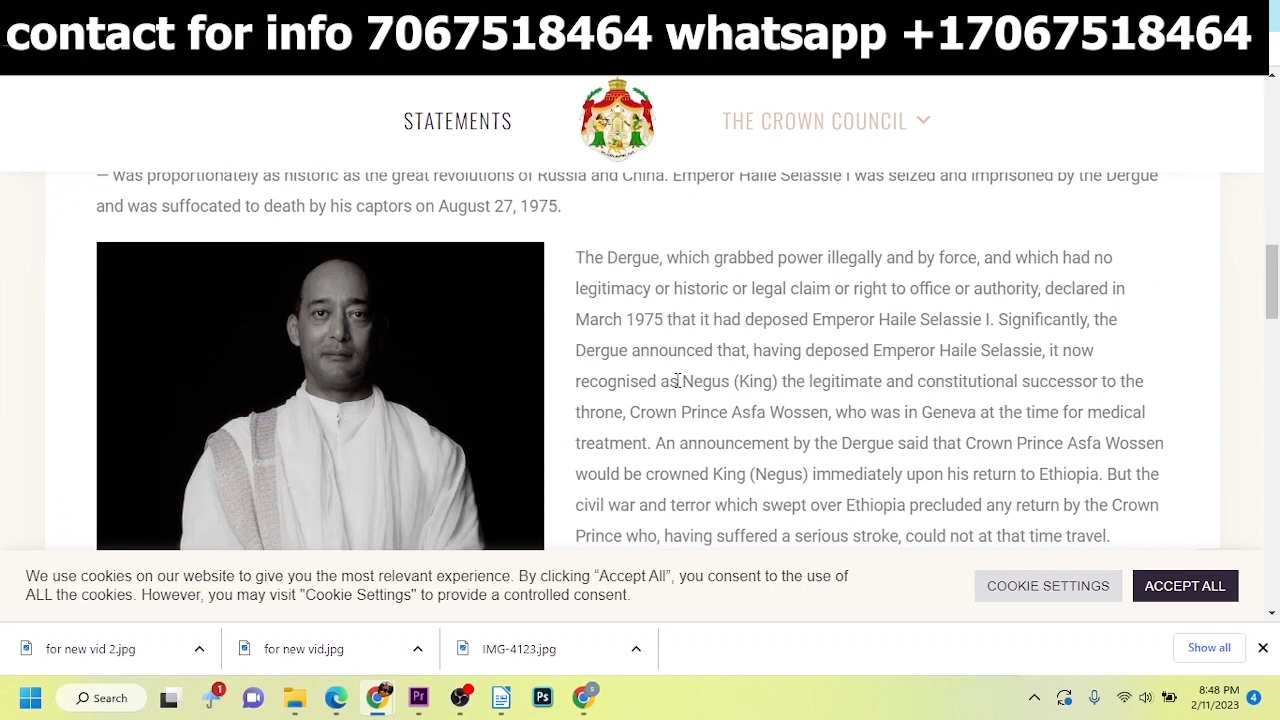 contact for info 7067518464 whatsapp +17067518464
STATEMENTS
THE CROWN COUNCIL
— was proportionately as historic as the great revolutions of Russia and China. Emperor Haile Selassie I was seized and imprisoned by the Dergue
and was suffocated to death by his captors on August 27, 1975.
The Dergue, which grabbed power illegally and by force, and which had no
legitimacy or historic or legal claim or right to office or authority, declared in
March 1975 that it had deposed Emperor Haile Selassie I. Significantly, the
Dergue announced that, having deposed Emperor Haile Selassie, it now
recognised as Negus (King) the legitimate and constitutional successor to the
throne, Crown Prince Asfa Wossen, who was in Geneva at the time for medical
treatment. An announcement by the Dergue said that Crown Prince Asfa Wossen
would be crowned King (Negus) immediately upon his return to Ethiopia. But the
civil war and terror which swept over Ethiopia precluded any return by the Crown
Prince who, having suffered a serious stroke, could not at that time travel.
We use cookies on our website to give you the most relevant experience. By clicking “Accept All”, you consent to the use of
ALL the cookies. However, you may visit "Cookie Settings" to provide a controlled consent.
COOKIE SETTINGS
ACCEPT ALL
for new vid 2.jpg
for new vid.jpg
IMG-4123.jpg
Show all
Search
1
Pr
Ps
S
6:48 PM
2/11/2023
4